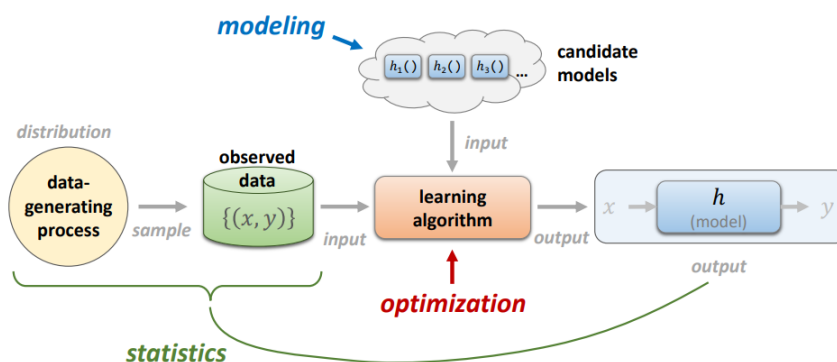 modeling
h₁() h₂() h₃() ...
candidate
models
distribution
input
observed
data
{(x, y)}
data-
generating
process
sample
input
learning
algorithm
output
x
h
(model)
y
output
optimization
statistics